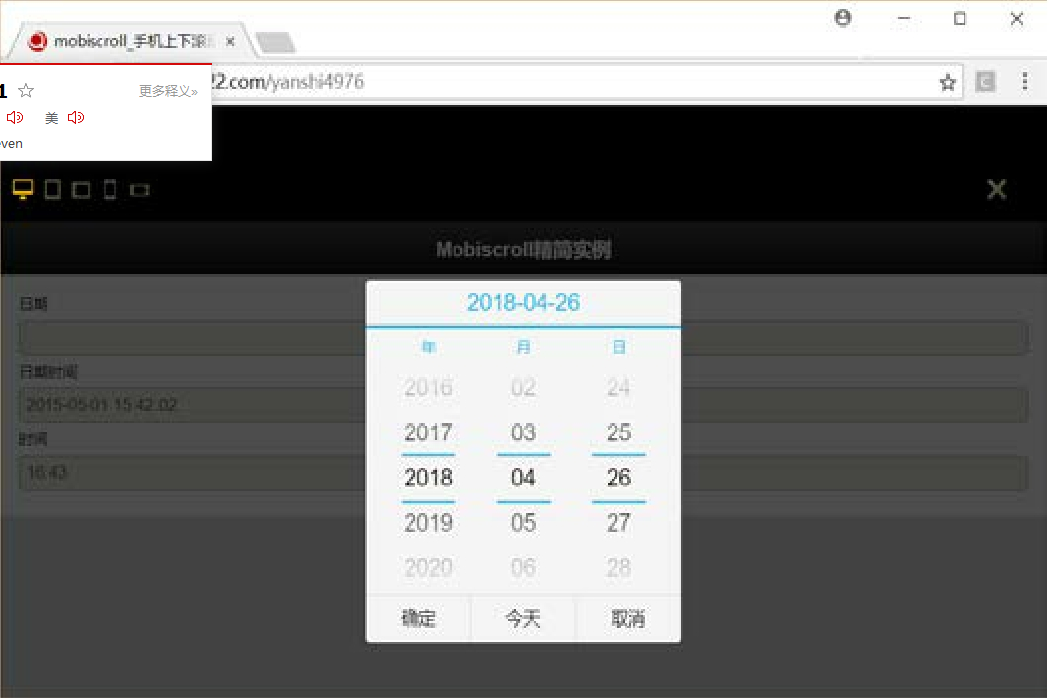 mobiscroll_手机上下滚
1
更多释义»
22.com/yanshi4976
美
even
Mobiscroll精简实例
日期
日期时间
2015-05-01 15:42:02
时间
16:43
2018-04-26
年 月 日
2016 02 24
2017 03 25
2018 04 26
2019 05 27
2020 06 28
确定 今天 取消